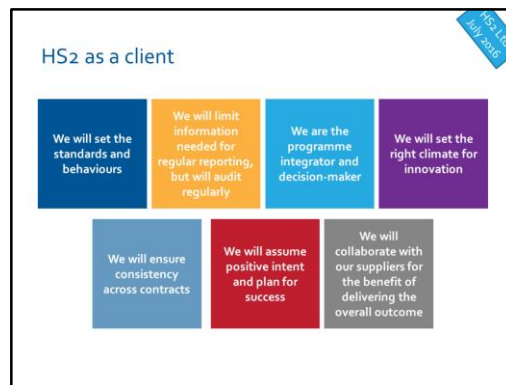 HS2 Ltd
July 2016
HS2 as a client
We will set the
standards and
behaviours
We will limit
information
needed for
regular reporting,
but will audit
regularly
We are the
programme
integrator and
decision-maker
We will set the
right climate for
innovation
We will ensure
consistency
across contracts
We will assume
positive intent
and plan for
success
We will
collaborate with
our suppliers for
the benefit of
delivering the
overall outcome